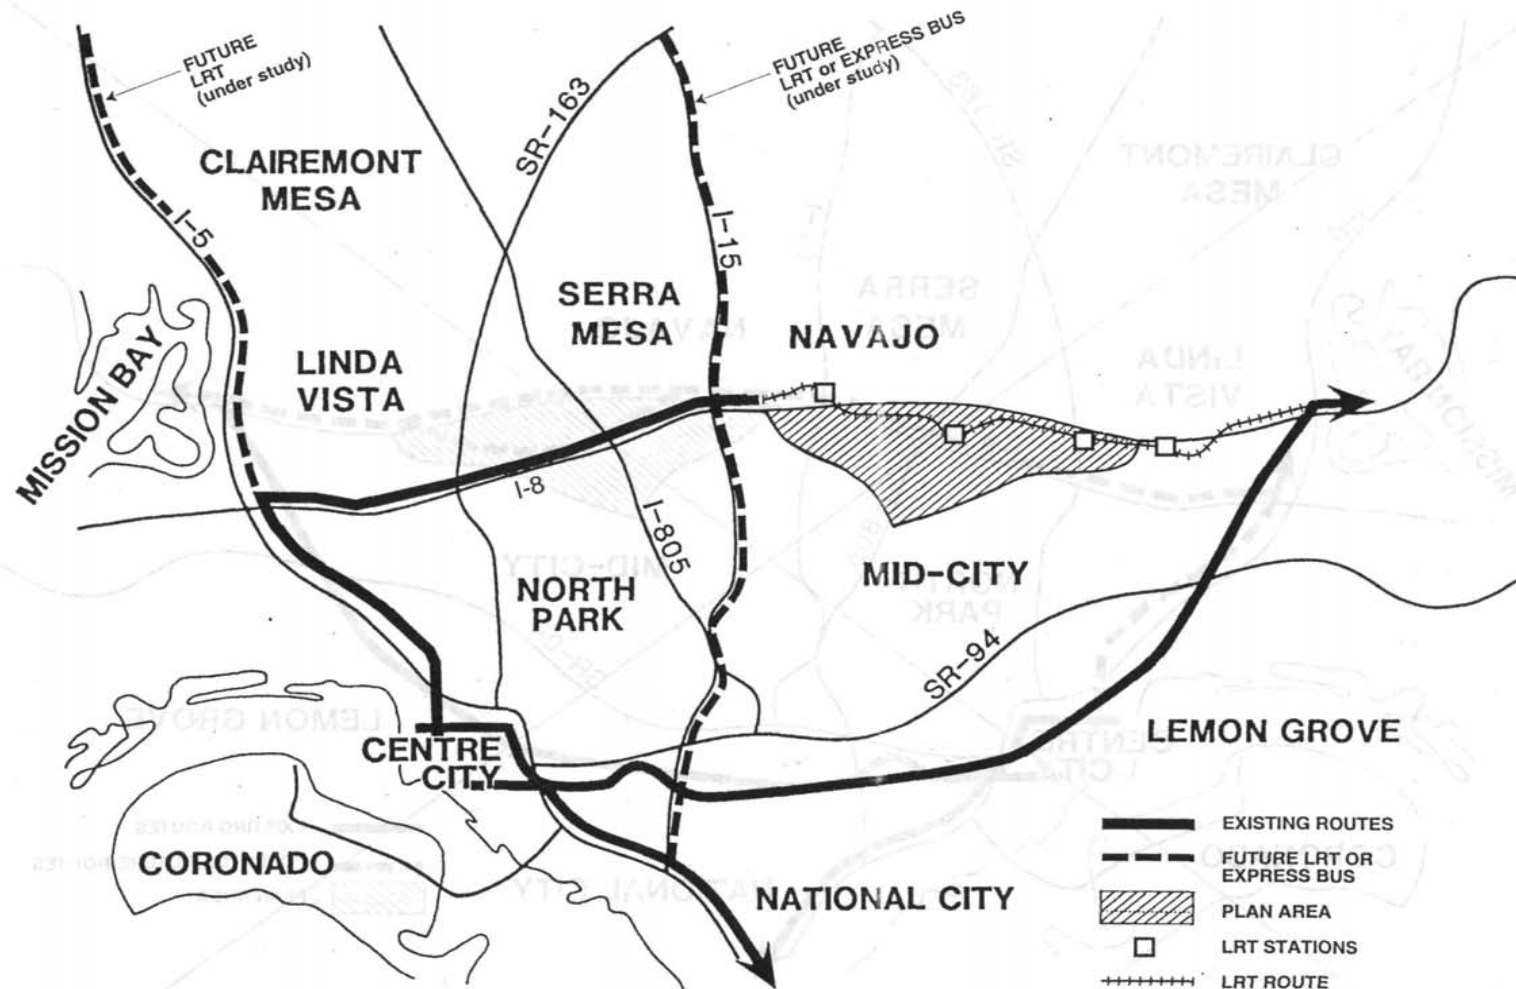 FUTURE
LRT
(under study)
FUTURE
LRT or EXPRESS BUS
(under study)
SR-163
CLAIREMONT
MESA
I-5
I-15
SERRA
MESA
NAVAJO
LINDA
VISTA
MISSION BAY
I-8
I-805
NORTH
PARK
MID-CITY
SR-94
LEMON GROVE
CENTRE
CITY
CORONADO
NATIONAL CITY
EXISTING ROUTES
FUTURE LRT OR
EXPRESS BUS
PLAN AREA
LRT STATIONS
LRT ROUTE